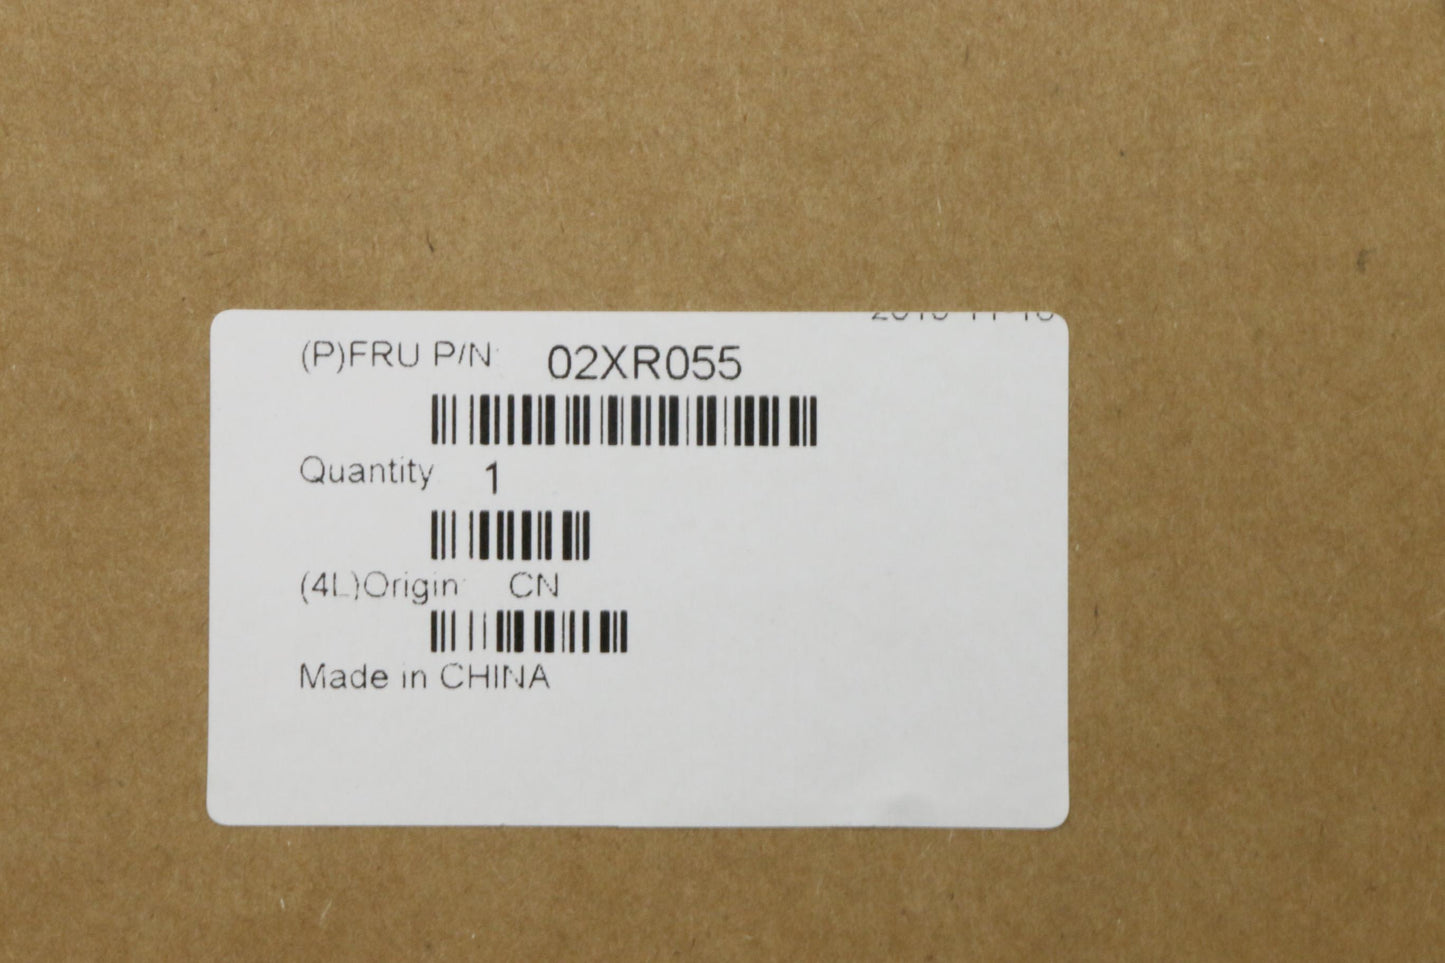 (P)FRU P/N: 02XR055
Quantity 1
(4L)Origin: CN
Made in CHINA